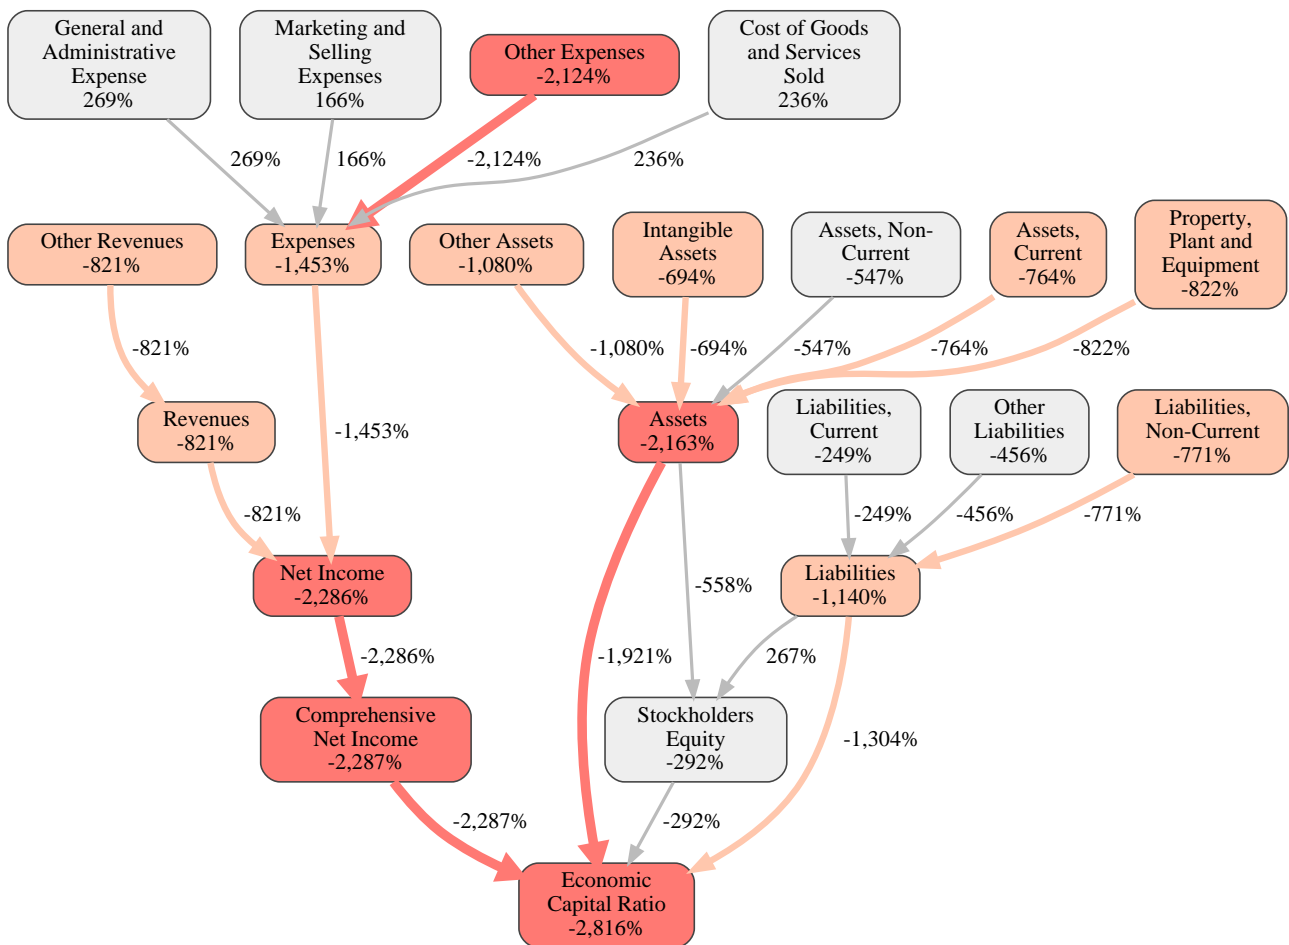 General and
Administrative
Expense
269%
Marketing and
Selling
Expenses
166%
Other Expenses
-2,124%
Cost of Goods
and Services
Sold
236%
269%
166%
-2,124%
236%
Other Revenues
-821%
Expenses
-1,453%
Other Assets
-1,080%
Intangible
Assets
-694%
Assets, Non-
Current
-547%
Assets,
Current
-764%
Property,
Plant and
Equipment
-822%
-821%
-1,453%
-1,080%
-694%
-547%
-764%
-822%
Revenues
-821%
Assets
-2,163%
Liabilities,
Current
-249%
Other
Liabilities
-456%
Liabilities,
Non-Current
-771%
-821%
-249%
-456%
-771%
Net Income
-2,286%
-558%
Liabilities
-1,140%
-2,286%
-1,921%
267%
Comprehensive
Net Income
-2,287%
Stockholders
Equity
-292%
-1,304%
-2,287%
-292%
Economic
Capital Ratio
-2,816%